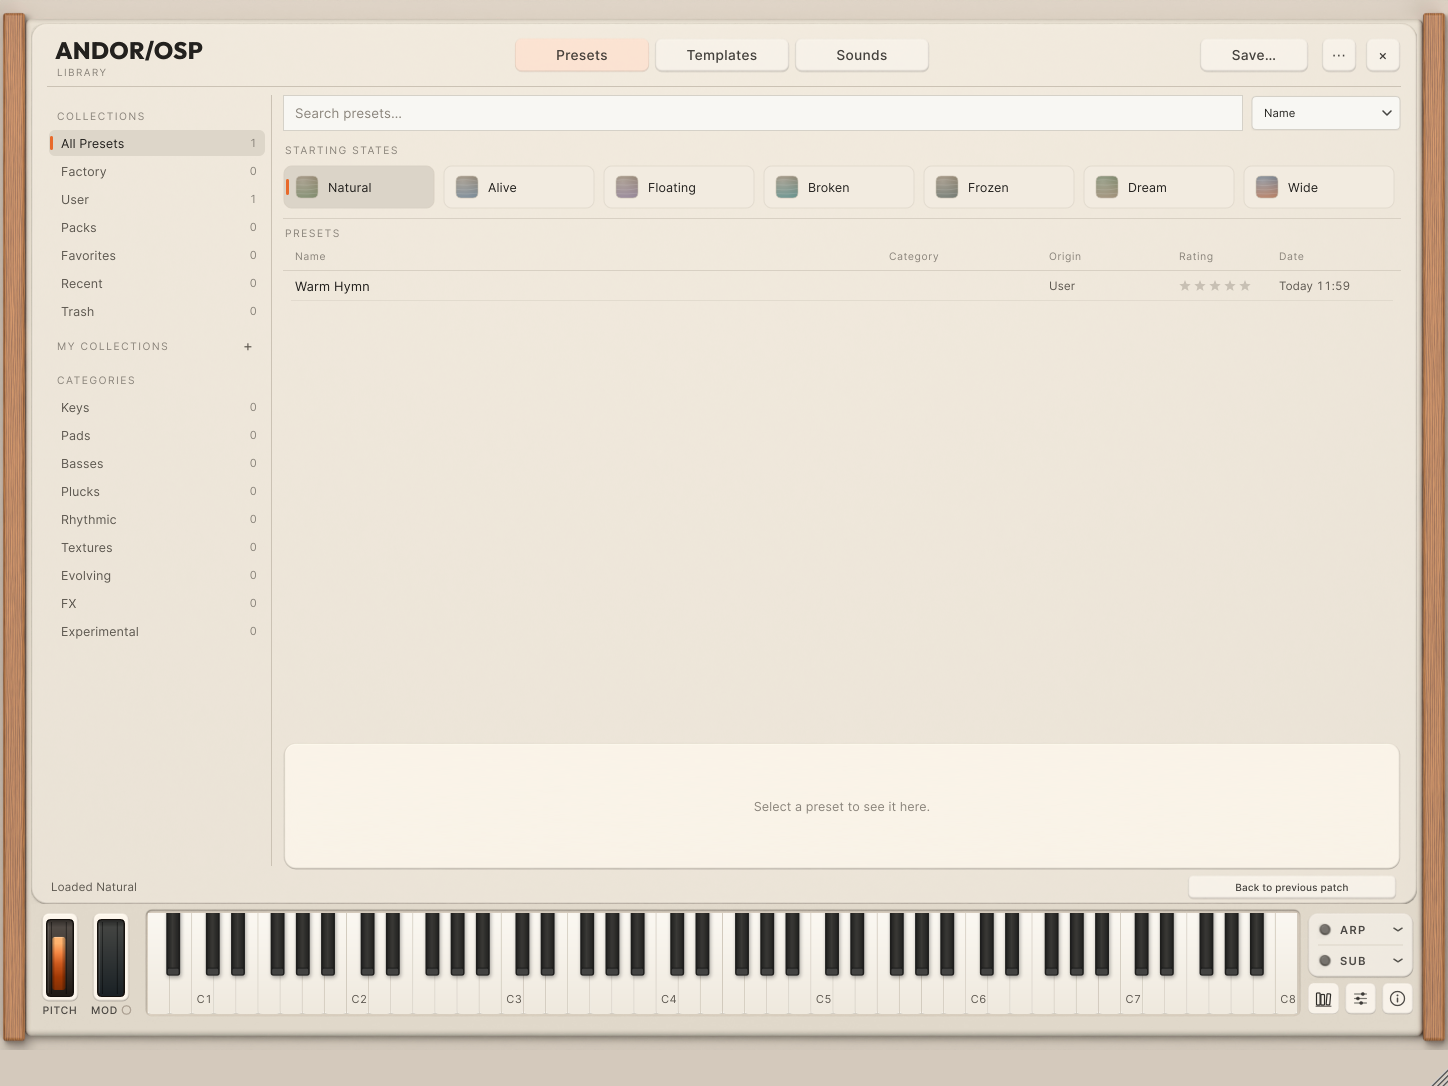 ANDOR/OSP
LIBRARY
Presets
Templates
Sounds
Save...
...
×
COLLECTIONS
All Presets 1
Factory 0
User 1
Packs 0
Favorites 0
Recent 0
Trash 0
MY COLLECTIONS +
CATEGORIES
Keys 0
Pads 0
Basses 0
Plucks 0
Rhythmic 0
Textures 0
Evolving 0
FX 0
Experimental 0
Search presets...
Name
STARTING STATES
Natural
Alive
Floating
Broken
Frozen
Dream
Wide
PRESETS
Name Category Origin Rating Date
Warm Hymn User ★★★★★ Today 11:59
Select a preset to see it here.
Loaded Natural
Back to previous patch
PITCH
MOD
C1 C2 C3 C4 C5 C6 C7 C8
ARP
SUB